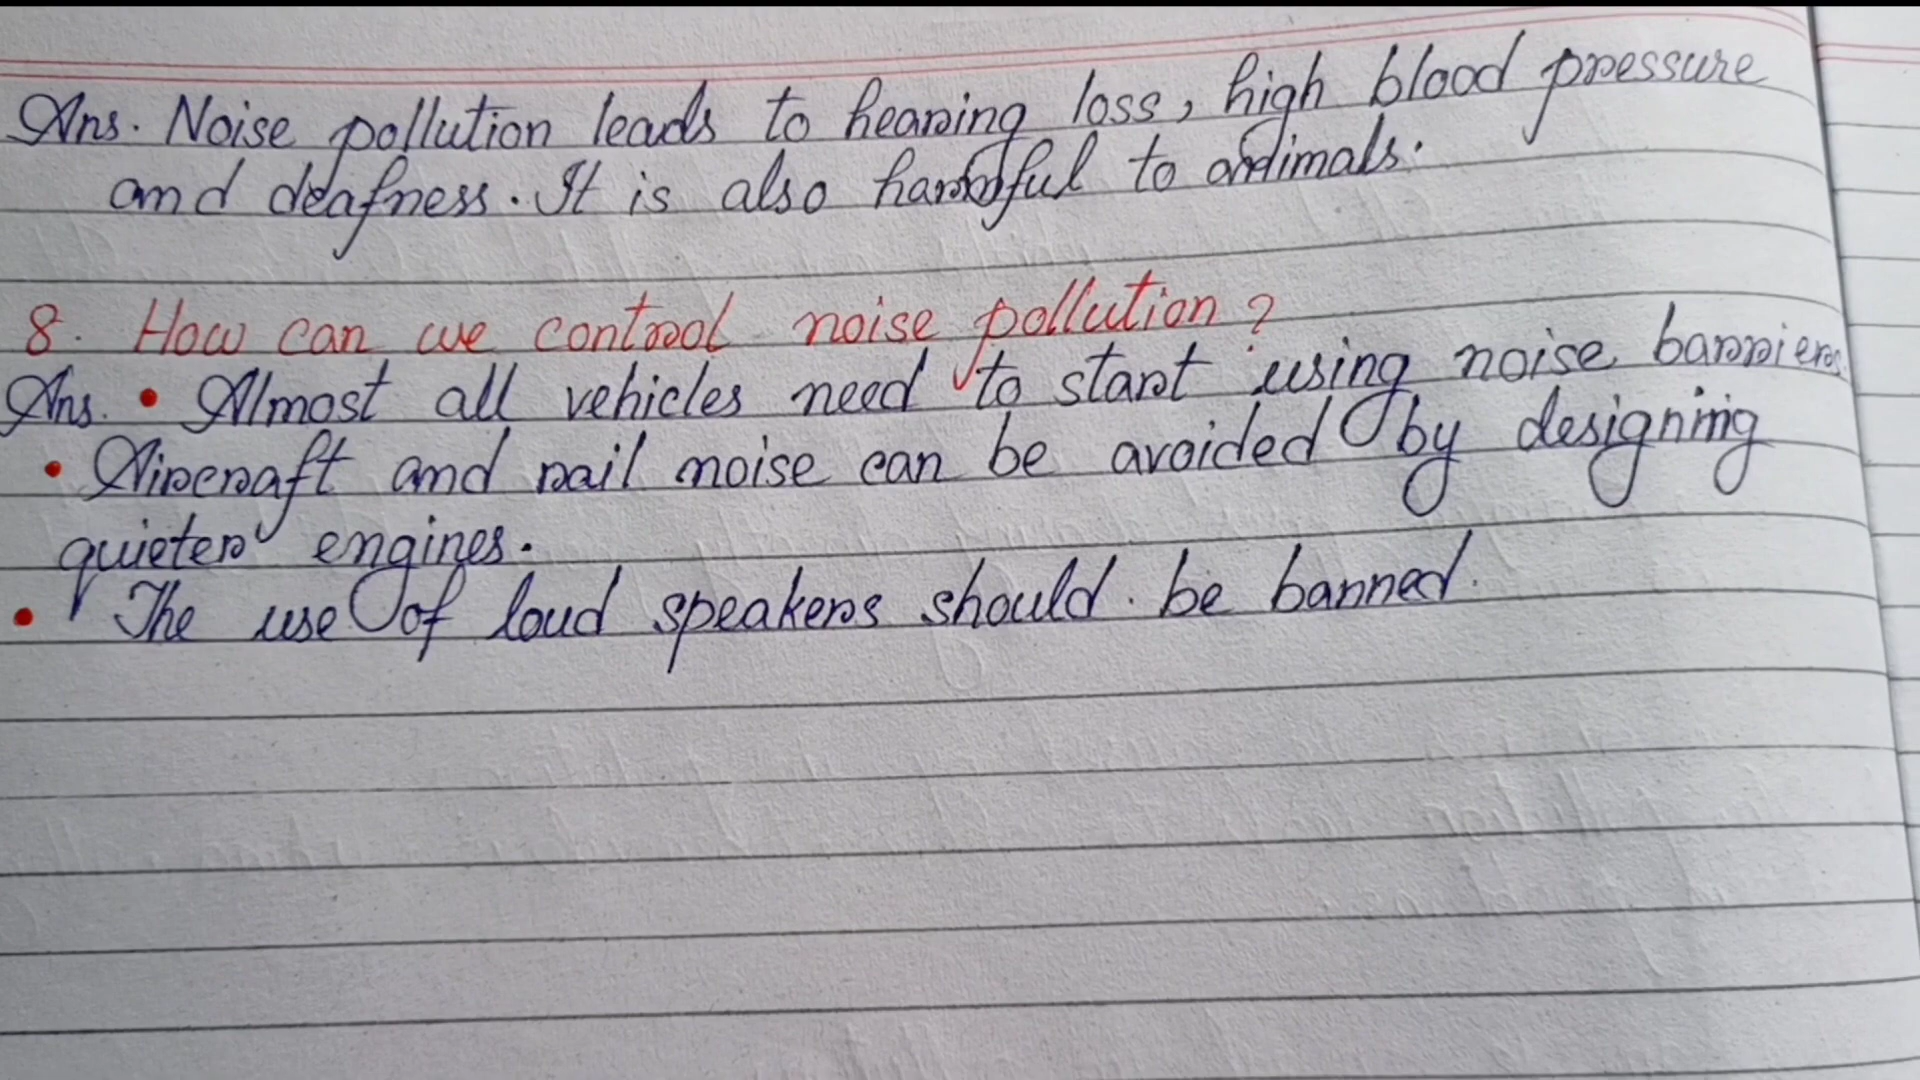 Ans. Noise pollution leads to hearing loss, high blood pressure
and deafness. It is also harmful to animals.
8. How can we control noise pollution?
Ans. • Almost all vehicles need to start using noise barriers.
• Aircraft and rail noise can be avoided by designing
quieter engines.
• The use of loud speakers should be banned.